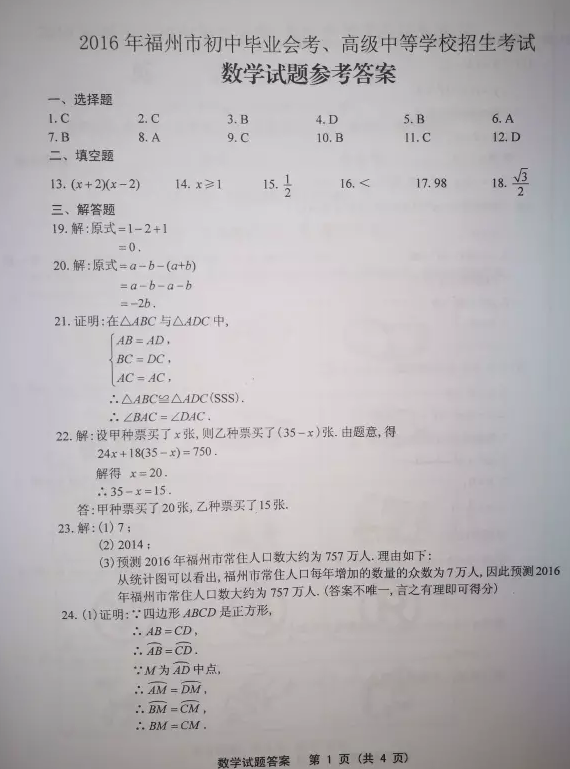 2016年福州市初中毕业会考、高级中等学校招生考试
数学试题参考答案
一、选择题
1. C 2. C 3. B 4. D 5. B 6. A
7. B 8. A 9. C 10. B 11. C 12. D
二、填空题
13. (x+2)(x−2) 14. x⩾1 15. 1/2 16. < 17. 98 18. √3/2
三、解答题
19. 解:原式=1−2+1
=0.
20. 解:原式=a−b−(a+b)
=a−b−a−b
=−2b.
21. 证明:在△ABC与△ADC中,
AB=AD,
BC=DC,
AC=AC,
∴△ABC≌△ADC(SSS).
∴∠BAC=∠DAC.
22. 解:设甲种票买了x张,则乙种票买了(35−x)张.由题意,得
24x+18(35−x)=750.
解得 x=20.
∴35−x=15.
答:甲种票买了20张,乙种票买了15张.
23. 解:(1)7;
(2)2014;
(3)预测2016年福州市常住人口数大约为757万人.理由如下:
从统计图可以看出,福州市常住人口每年增加的数量的众数为7万人,因此预测2016
年福州市常住人口数大约为757万人.(答案不唯一,言之有理即可得分)
24. (1)证明:∵四边形ABCD是正方形,
∴AB=CD,
∴⌒AB=⌒CD.
∵M为⌒AD中点,
∴⌒AM=⌒DM,
∴⌒BM=⌒CM,
∴BM=CM.
数学试题答案 第 1 页(共 4 页)